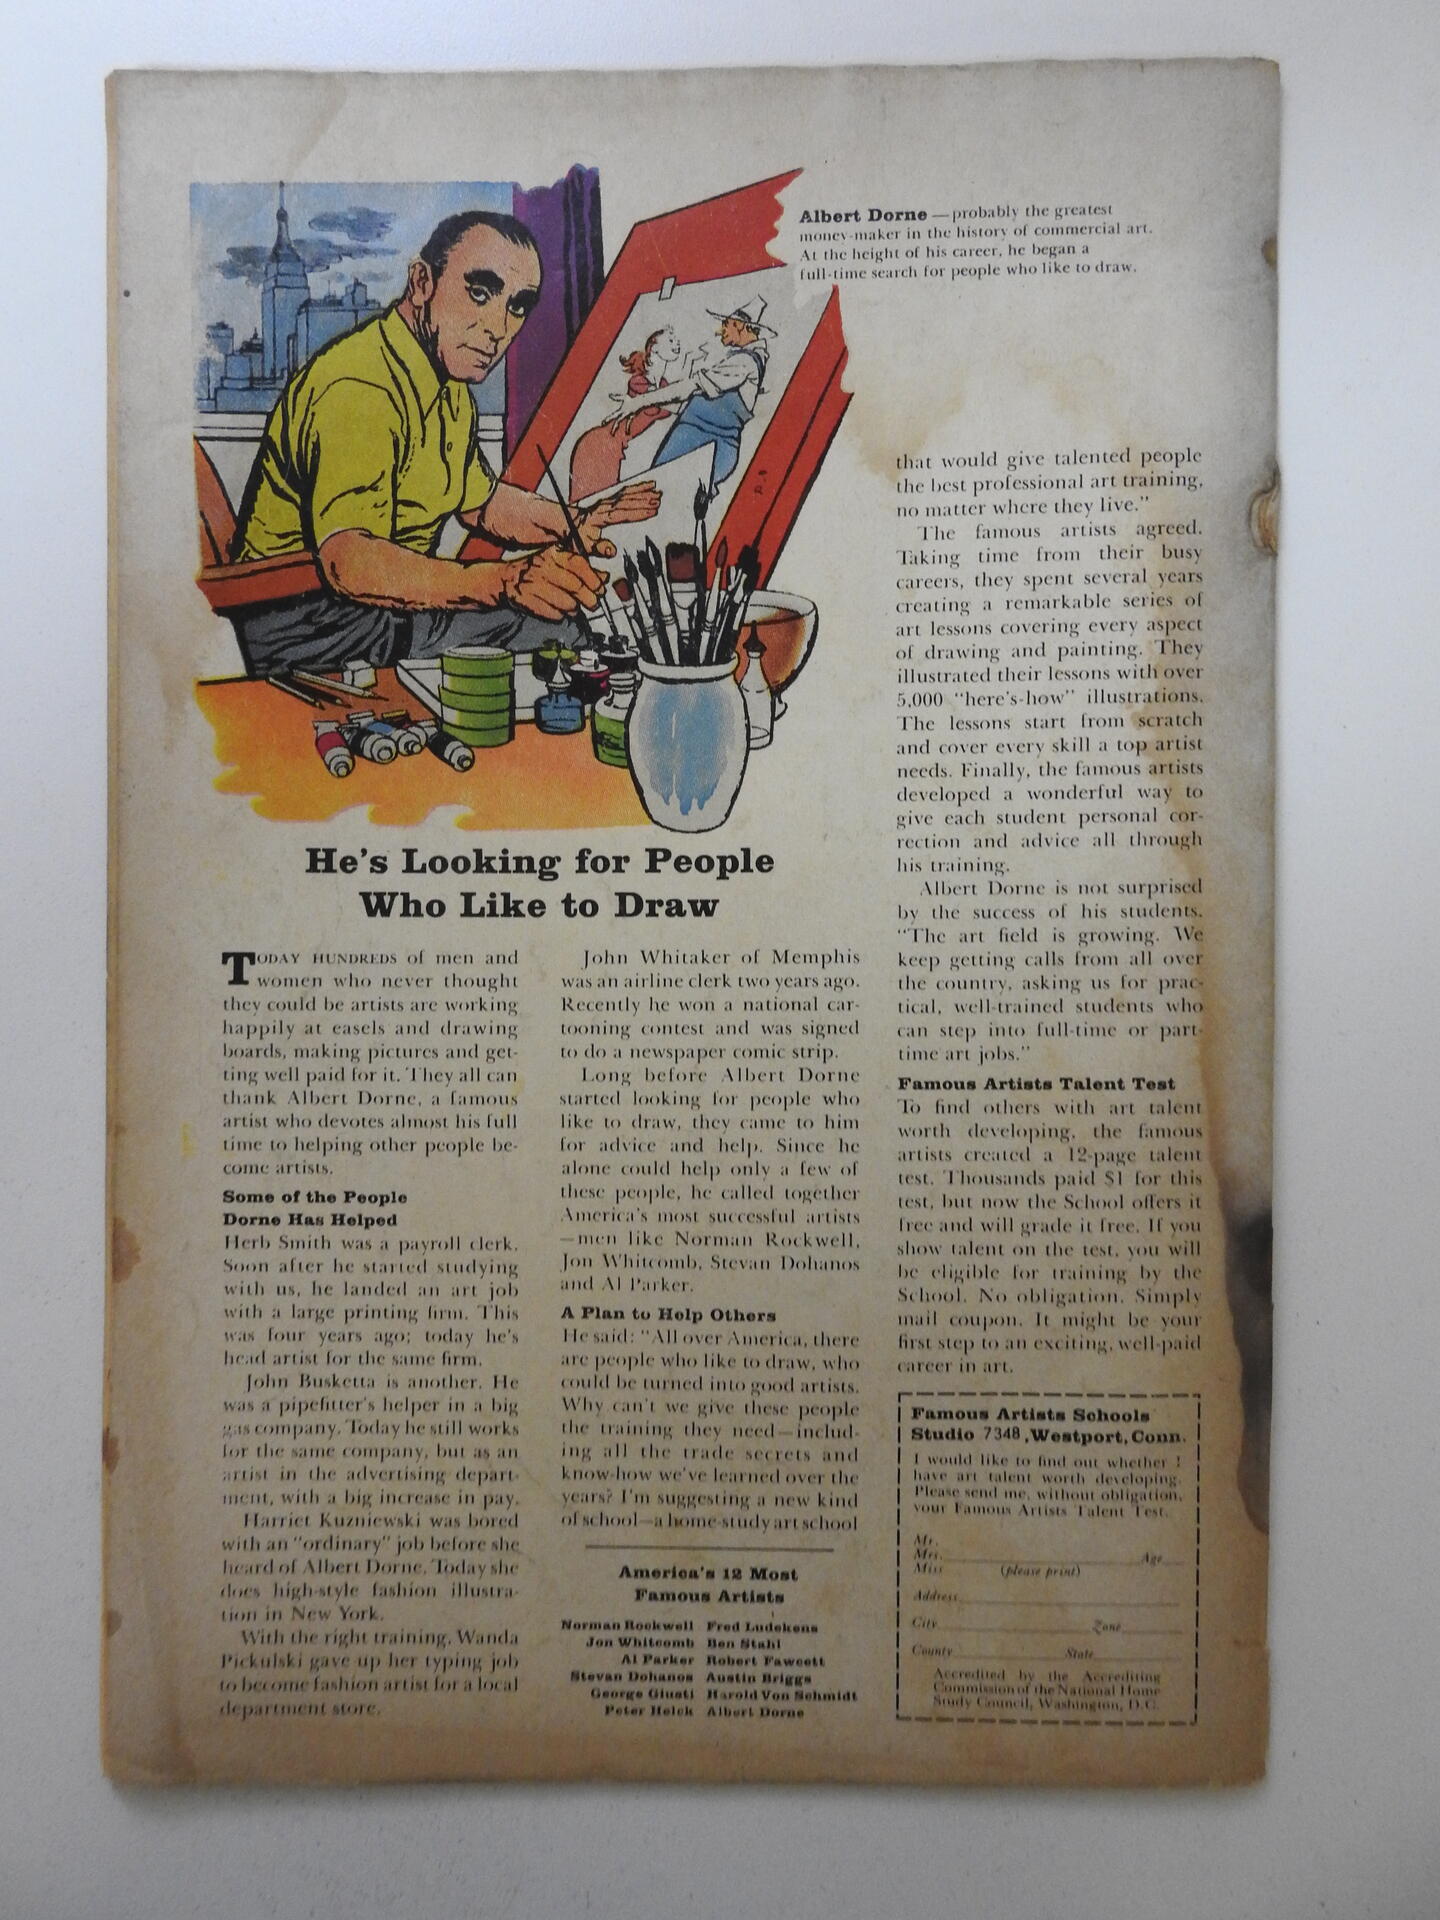 Albert Dorne — probably the greatest
money-maker in the history of commercial art.
At the height of his career, he began a
full-time search for people who like to draw.
He's Looking for People
Who Like to Draw
TODAY HUNDREDS of men and
women who never thought
they could be artists are working
happily at easels and drawing
boards, making pictures and get-
ting well paid for it. They all can
thank Albert Dorne, a famous
artist who devotes almost his full
time to helping other people be-
come artists.
Some of the People
Dorne Has Helped
Herb Smith was a payroll clerk.
Soon after he started studying
with us, he landed an art job
with a large printing firm. This
was four years ago; today he's
head artist for the same firm.
John Busketta is another. He
was a pipefitter's helper in a big
gas company. Today he still works
for the same company, but as an
artist in the advertising depart-
ment, with a big increase in pay.
Harriet Kuzniewski was bored
with an "ordinary" job before she
heard of Albert Dorne. Today she
does high-style fashion illustra-
tion in New York.
With the right training, Wanda
Pickulski gave up her typing job
to become fashion artist for a local
department store.
John Whitaker of Memphis
was an airline clerk two years ago.
Recently he won a national car-
tooning contest and was signed
to do a newspaper comic strip.
Long before Albert Dorne
started looking for people who
like to draw, they came to him
for advice and help. Since he
alone could help only a few of
these people, he called together
America's most successful artists
—men like Norman Rockwell,
Jon Whitcomb, Stevan Dohanos
and Al Parker.
A Plan to Help Others
He said: "All over America, there
are people who like to draw, who
could be turned into good artists.
Why can't we give these people
the training they need—includ-
ing all the trade secrets and
know-how we've learned over the
years? I'm suggesting a new kind
of school—a home-study art school
America's 12 Most
Famous Artists
Norman Rockwell Fred Ludekens
Jon Whitcomb Ben Stahl
Al Parker Robert Fawcett
Stevan Dohanos Austin Briggs
George Giusti Harold Von Schmidt
Peter Helck Albert Dorne
that would give talented people
the best professional art training,
no matter where they live."
The famous artists agreed.
Taking time from their busy
careers, they spent several years
creating a remarkable series of
art lessons covering every aspect
of drawing and painting. They
illustrated their lessons with over
5,000 "here's-how" illustrations.
The lessons start from scratch
and cover every skill a top artist
needs. Finally, the famous artists
developed a wonderful way to
give each student personal cor-
rection and advice all through
his training.
Albert Dorne is not surprised
by the success of his students.
"The art field is growing. We
keep getting calls from all over
the country, asking us for prac-
tical, well-trained students who
can step into full-time or part-
time art jobs."
Famous Artists Talent Test
To find others with art talent
worth developing, the famous
artists created a 12-page talent
test. Thousands paid $1 for this
test, but now the School offers it
free and will grade it free. If you
show talent on the test, you will
be eligible for training by the
School. No obligation. Simply
mail coupon. It might be your
first step to an exciting, well-paid
career in art.
Famous Artists Schools
Studio 7348, Westport, Conn.
I would like to find out whether I
have art talent worth developing.
Please send me, without obligation,
your Famous Artists Talent Test.
Mr.
Mrs. Age
Miss (please print)
Address
City Zone
County State
Accredited by the Accrediting
Commission of the National Home
Study Council, Washington, D.C.